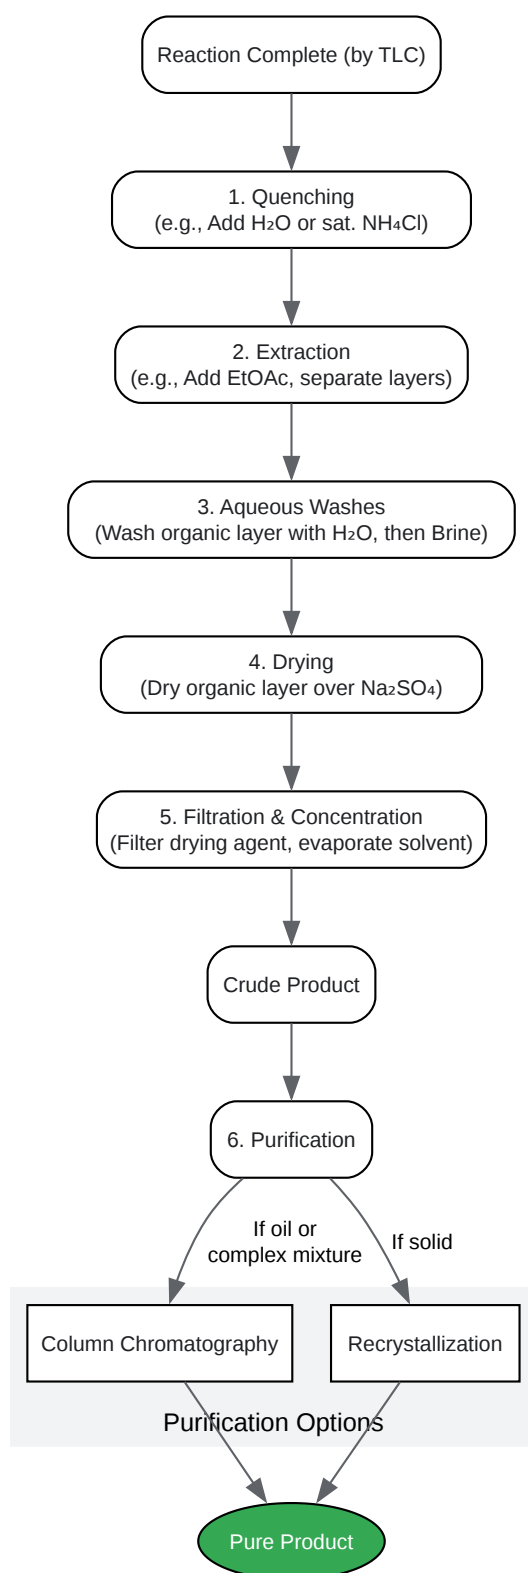 Reaction Complete (by TLC)
1. Quenching
(e.g., Add H₂O or sat. NH₄Cl)
2. Extraction
(e.g., Add EtOAc, separate layers)
3. Aqueous Washes
(Wash organic layer with H₂O, then Brine)
4. Drying
(Dry organic layer over Na₂SO₄)
5. Filtration & Concentration
(Filter drying agent, evaporate solvent)
Crude Product
6. Purification
If oil or
complex mixture
If solid
Column Chromatography
Recrystallization
Purification Options
Pure Product